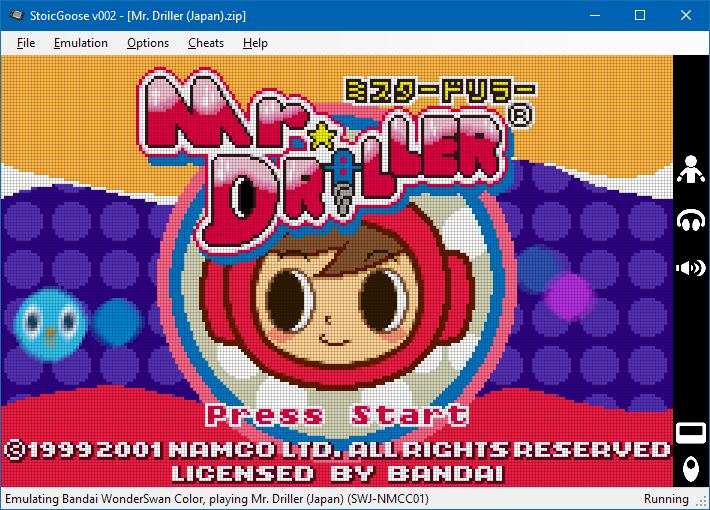 StoicGoose v002 - [Mr. Driller (Japan).zip]
File Emulation Options Cheats Help
ミスタードリラー
Mr.
DRILLER®
Press Start
©1999 2001 NAMCO LTD. ALL RIGHTS RESERVED
LICENSED BY BANDAI
Emulating Bandai WonderSwan Color, playing Mr. Driller (Japan) (SWJ-NMCC01) Running